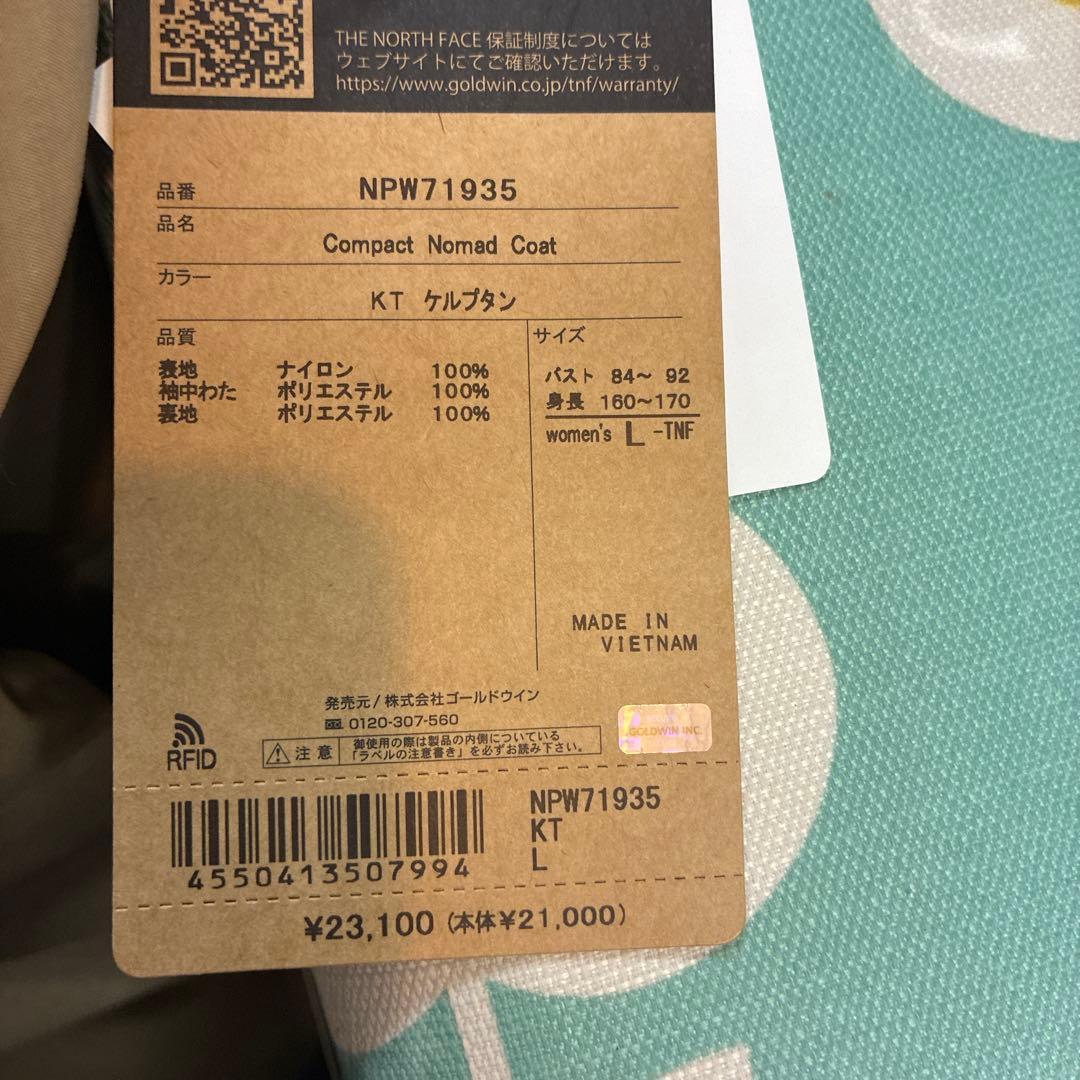 THE NORTH FACE 保証制度については
ウェブサイトにてご確認いただけます。
https://www.goldwin.co.jp/tnf/warranty/
品番 NPW71935
品名
Compact Nomad Coat
カラー
KT ケルプタン
品質
表地 ナイロン 100%
袖中わた ポリエステル 100%
裏地 ポリエステル 100%
サイズ
バスト 84〜 92
身長 160〜170
women's L -TNF
MADE IN
VIETNAM
発売元/株式会社ゴールドウイン
0120-307-560
RFID
注意 御使用の際は製品の内側についている
「ラベルの注意書き」を必ずお読み下さい。
GOLDWIN INC.
NPW71935
KT
L
4550413507994
¥23,100 (本体¥21,000)